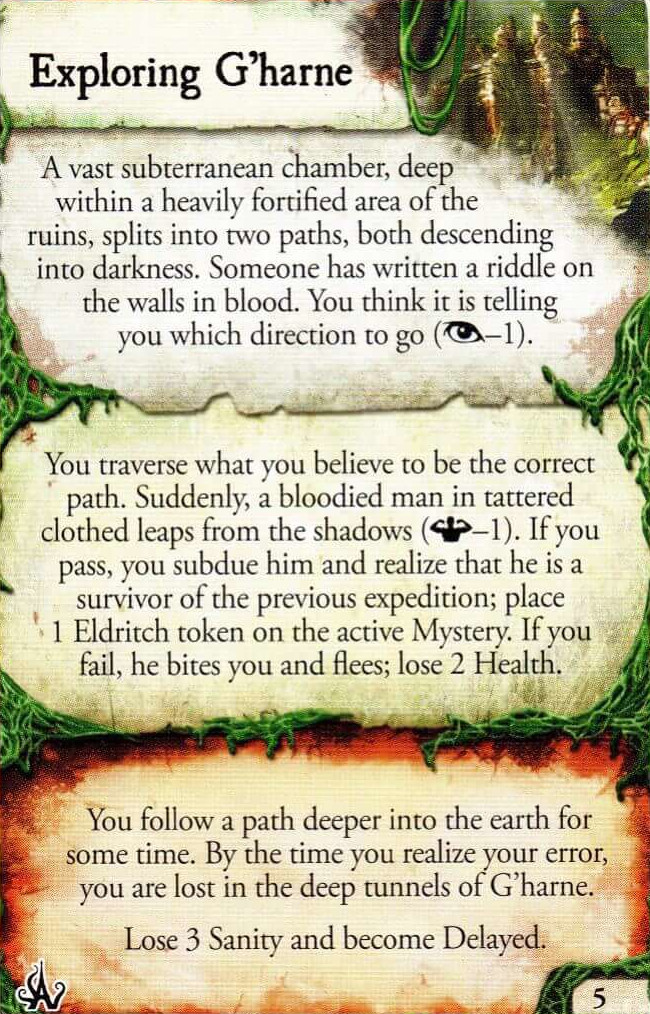 Exploring G'harne
A vast subterranean chamber, deep
within a heavily fortified area of the
ruins, splits into two paths, both descending
into darkness. Someone has written a riddle on
the walls in blood. You think it is telling
you which direction to go (–1).
You traverse what you believe to be the correct
path. Suddenly, a bloodied man in tattered
clothed leaps from the shadows (–1). If you
pass, you subdue him and realize that he is a
survivor of the previous expedition; place
1 Eldritch token on the active Mystery. If you
fail, he bites you and flees; lose 2 Health.
You follow a path deeper into the earth for
some time. By the time you realize your error,
you are lost in the deep tunnels of G'harne.
Lose 3 Sanity and become Delayed.
5